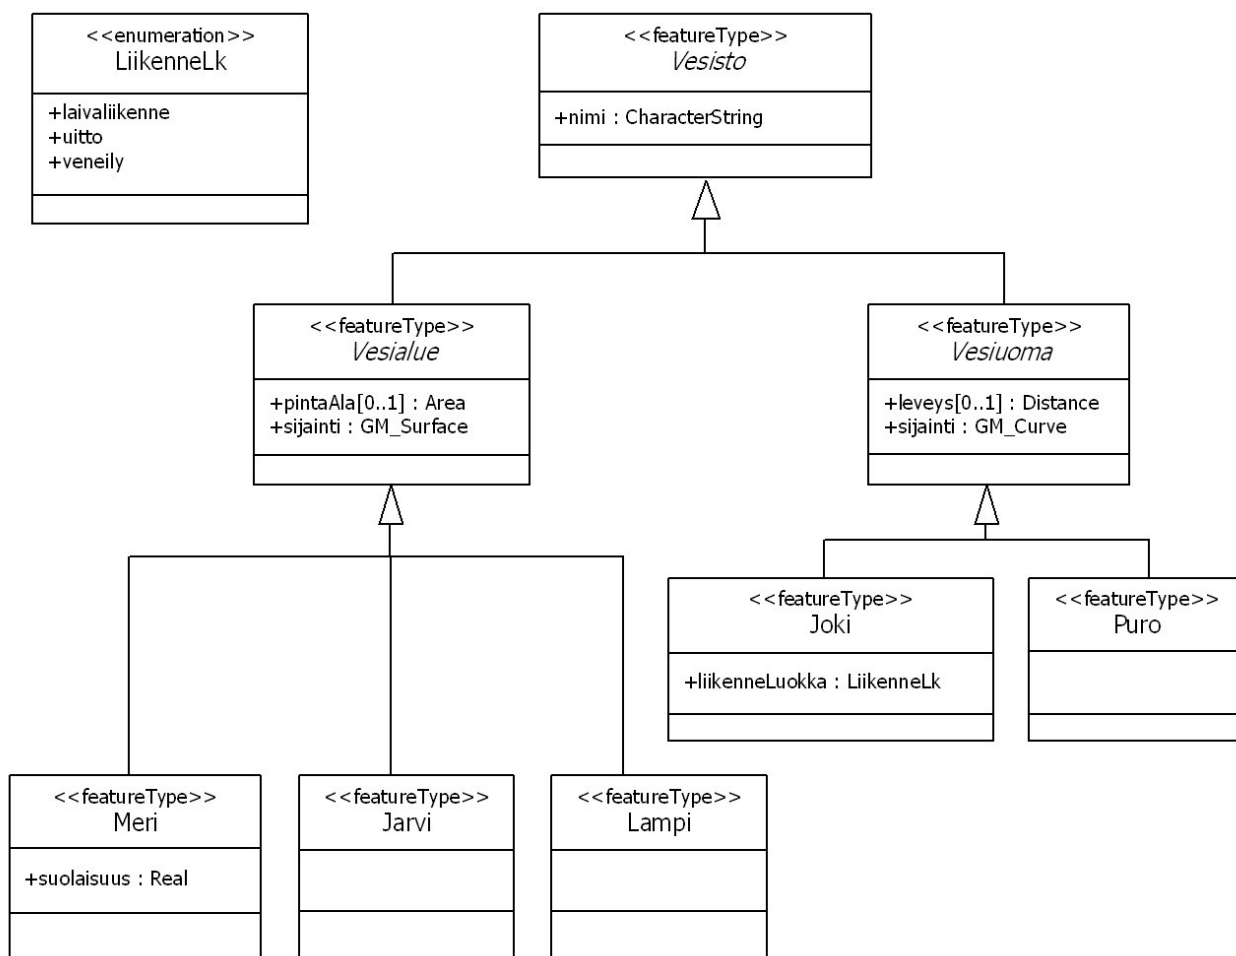 <<enumeration>>
LiikenneLk
+laivaliikenne
+uitto
+veneily
<<featureType>>
Vesisto
+nimi : CharacterString
<<featureType>>
Vesialue
+pintaAla[0..1] : Area
+sijainti : GM_Surface
<<featureType>>
Vesiuoma
+leveys[0..1] : Distance
+sijainti : GM_Curve
<<featureType>>
Joki
+liikenneLuokka : LiikenneLk
<<featureType>>
Puro
<<featureType>>
Meri
+suolaisuus : Real
<<featureType>>
Jarvi
<<featureType>>
Lampi